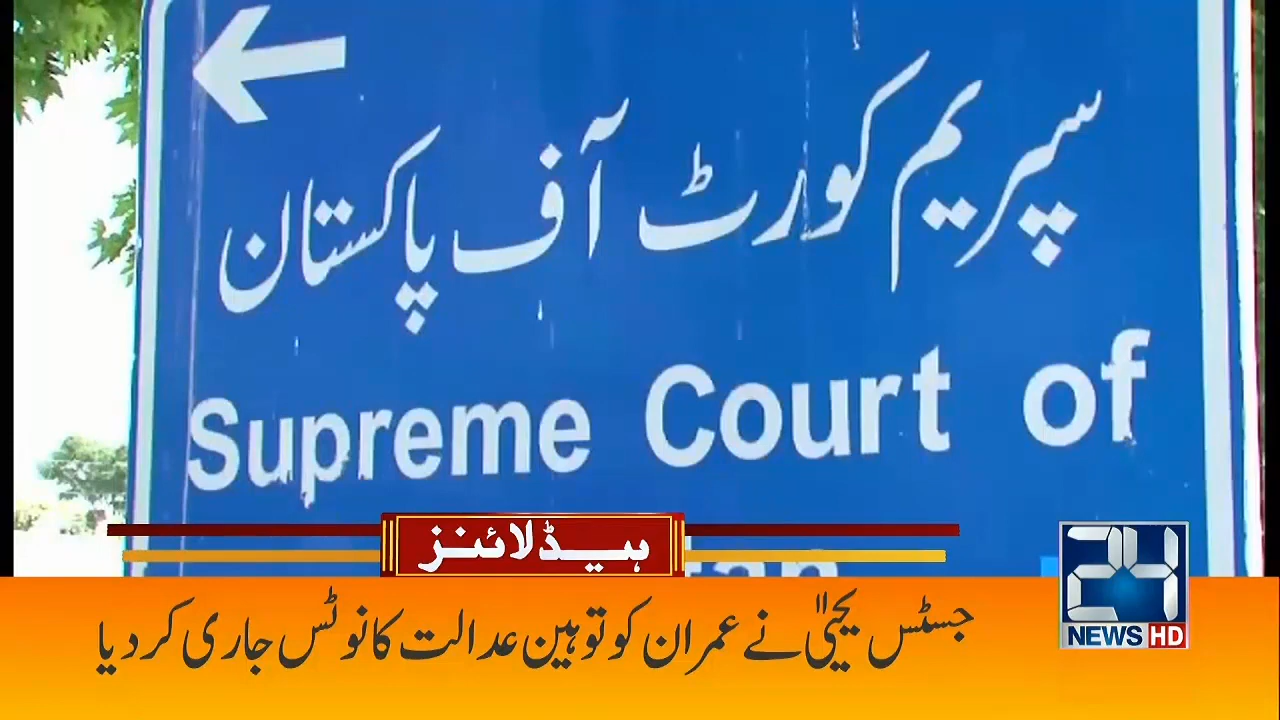 سپریم کورٹ آف پاکستان
Supreme Court of
ہیڈلائنز
24
NEWS HD
جسٹس یحییٰ نے عمران کو توہین عدالت کا نوٹس جاری کر دیا